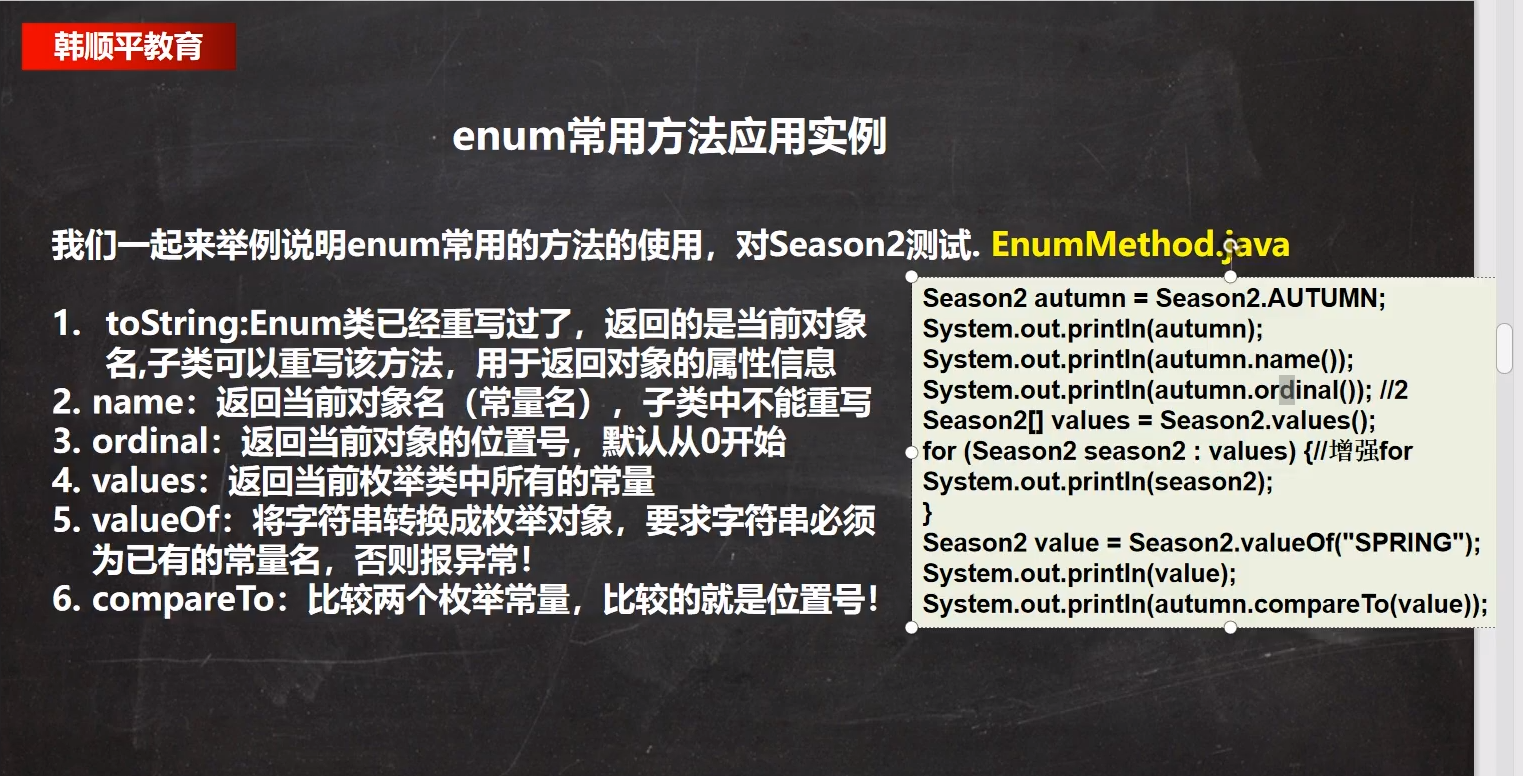 韩顺平教育
enum常用方法应用实例
我们一起来举例说明enum常用的方法的使用，对Season2测试. EnumMethod.java
1. toString:Enum类已经重写过了，返回的是当前对象
名,子类可以重写该方法，用于返回对象的属性信息
2. name：返回当前对象名（常量名），子类中不能重写
3. ordinal：返回当前对象的位置号，默认从0开始
4. values：返回当前枚举类中所有的常量
5. valueOf：将字符串转换成枚举对象，要求字符串必须
为已有的常量名，否则报异常！
6. compareTo：比较两个枚举常量，比较的就是位置号！
Season2 autumn = Season2.AUTUMN;
System.out.println(autumn);
System.out.println(autumn.name());
System.out.println(autumn.ordinal()); //2
Season2[] values = Season2.values();
for (Season2 season2 : values) {//增强for
System.out.println(season2);
}
Season2 value = Season2.valueOf("SPRING");
System.out.println(value);
System.out.println(autumn.compareTo(value));